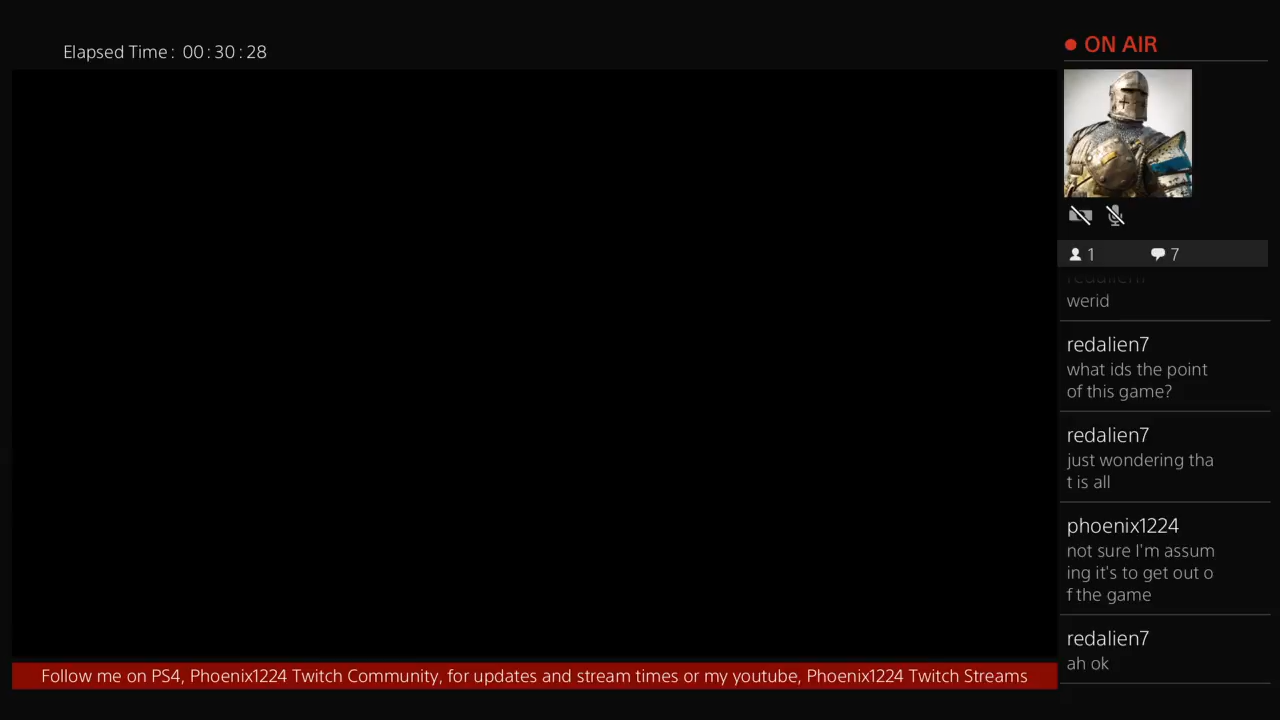 Elapsed Time: 00:30:28
ON AIR
1 7
redalien7
werid
redalien7
what ids the point
of this game?
redalien7
just wondering tha
t is all
phoenix1224
not sure I'm assum
ing it's to get out o
f the game
redalien7
ah ok
Follow me on PS4, Phoenix1224 Twitch Community, for updates and stream times or my youtube, Phoenix1224 Twitch Streams